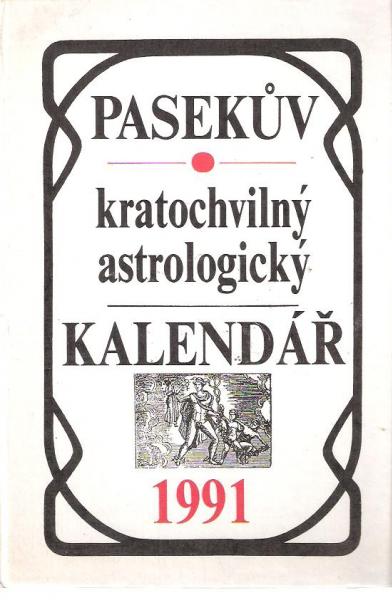 PASEKŮV
kratochvilný
astrologický
KALENDÁŘ
1991